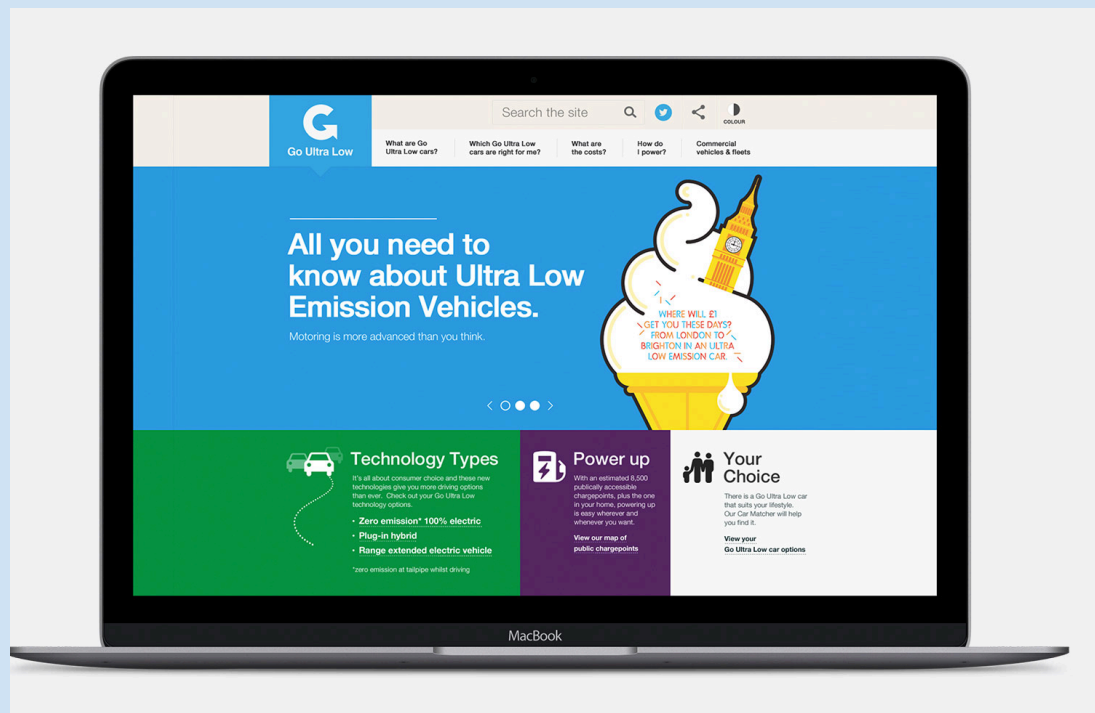 Search the site
COLOUR
Go Ultra Low
What are Go
Ultra Low cars?
Which Go Ultra Low
cars are right for me?
What are
the costs?
How do
I power?
Commercial
vehicles & fleets
All you need to
know about Ultra Low
Emission Vehicles.
Motoring is more advanced than you think.
WHERE WILL £1
GET YOU THESE DAYS?
FROM LONDON TO
BRIGHTON IN AN ULTRA
LOW EMISSION CAR.
Technology Types
It's all about consumer choice and these new
technologies give you more driving options
than ever. Check out your Go Ultra Low
technology options.
• Zero emission* 100% electric
• Plug-in hybrid
• Range extended electric vehicle
*zero emission at tailpipe whilst driving
Power up
With an estimated 8,500
publically accessible
chargepoints, plus the one
in your home, powering up
is easy wherever and
whenever you want.
View our map of
public chargepoints
Your
Choice
There is a Go Ultra Low car
that suits your lifestyle.
Our Car Matcher will help
you find it.
View your
Go Ultra Low car options
MacBook